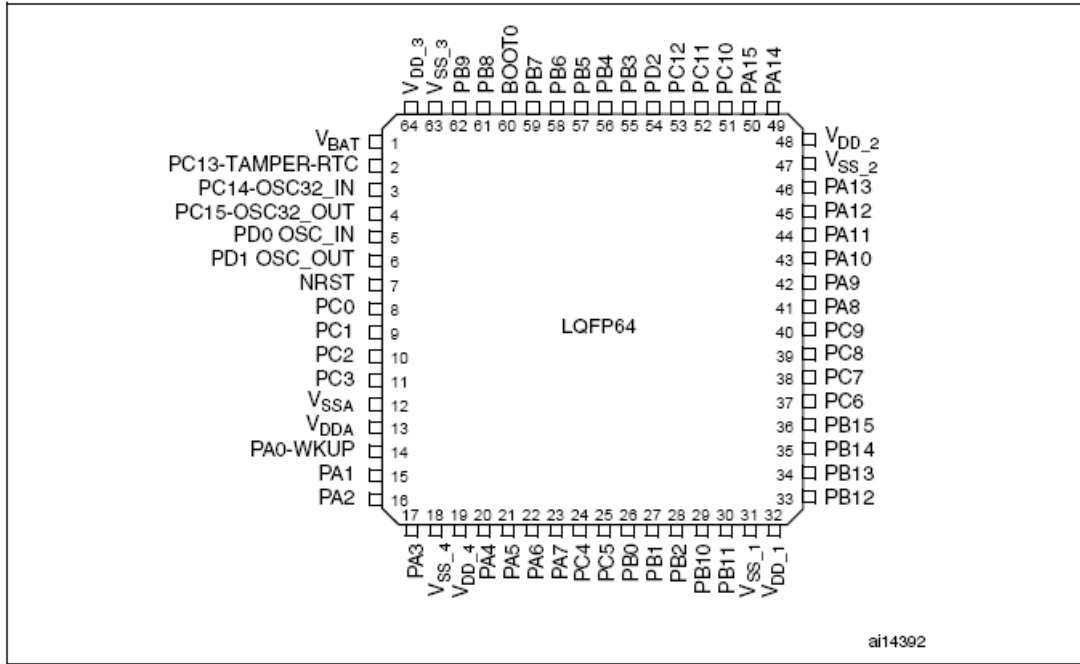 VDD_3
VSS_3
PB9
PB8
BOOT0
PB7
PB6
PB5
PB4
PB3
PD2
PC12
PC11
PC10
PA15
PA14
64 63 62 61 60 59 58 57 56 55 54 53 52 51 50 49
VBAT 1
PC13-TAMPER-RTC 2
PC14-OSC32_IN 3
PC15-OSC32_OUT 4
PD0 OSC_IN 5
PD1 OSC_OUT 6
NRST 7
PC0 8
PC1 9
PC2 10
PC3 11
VSSA 12
VDDA 13
PA0-WKUP 14
PA1 15
PA2 16
LQFP64
48 VDD_2
47 VSS_2
46 PA13
45 PA12
44 PA11
43 PA10
42 PA9
41 PA8
40 PC9
39 PC8
38 PC7
37 PC6
36 PB15
35 PB14
34 PB13
33 PB12
17 18 19 20 21 22 23 24 25 26 27 28 29 30 31 32
PA3
VSS_4
VDD_4
PA4
PA5
PA6
PA7
PC4
PC5
PB0
PB1
PB2
PB10
PB11
VSS_1
VDD_1
ai14392